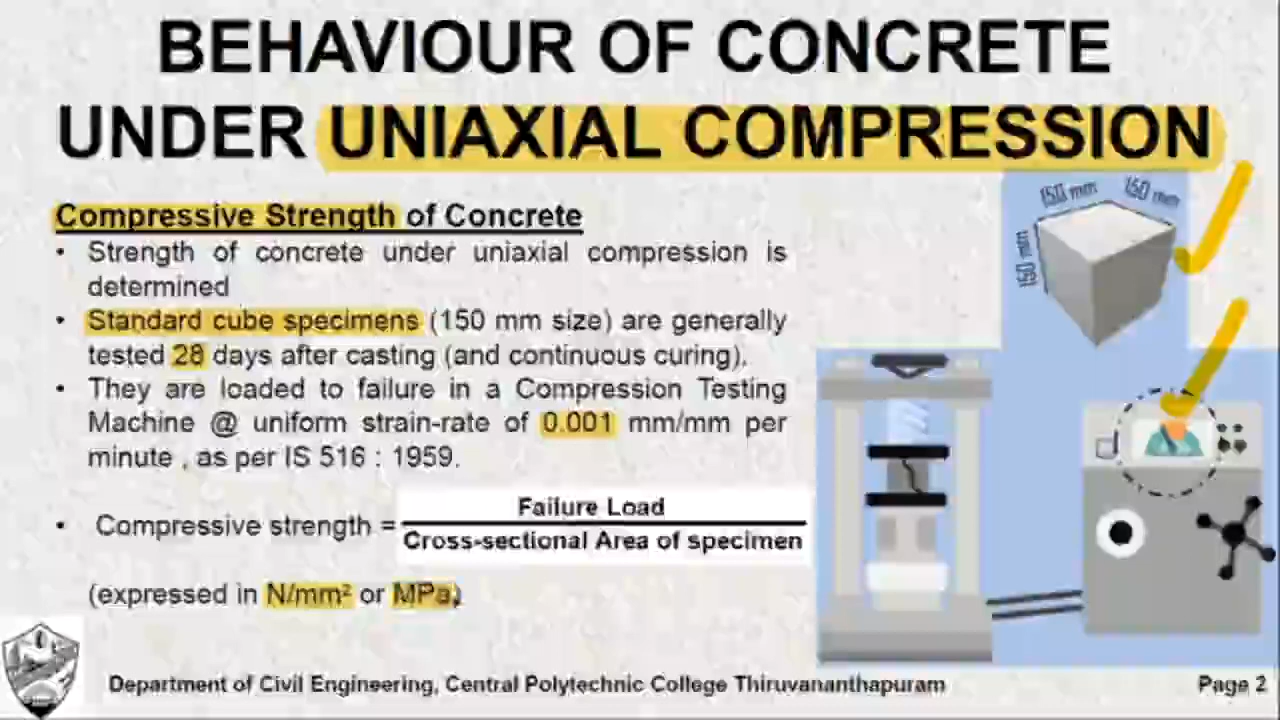 BEHAVIOUR OF CONCRETE
UNDER UNIAXIAL COMPRESSION
Compressive Strength of Concrete
• Strength of concrete under uniaxial compression is
determined
• Standard cube specimens (150 mm size) are generally
tested 28 days after casting (and continuous curing).
• They are loaded to failure in a Compression Testing
Machine @ uniform strain-rate of 0.001 mm/mm per
minute , as per IS 516 : 1959.
• Compressive strength =
Failure Load
Cross-sectional Area of specimen
(expressed in N/mm² or MPa)
150 mm
150 mm
150 mm
Department of Civil Engineering, Central Polytechnic College Thiruvananthapuram
Page 2